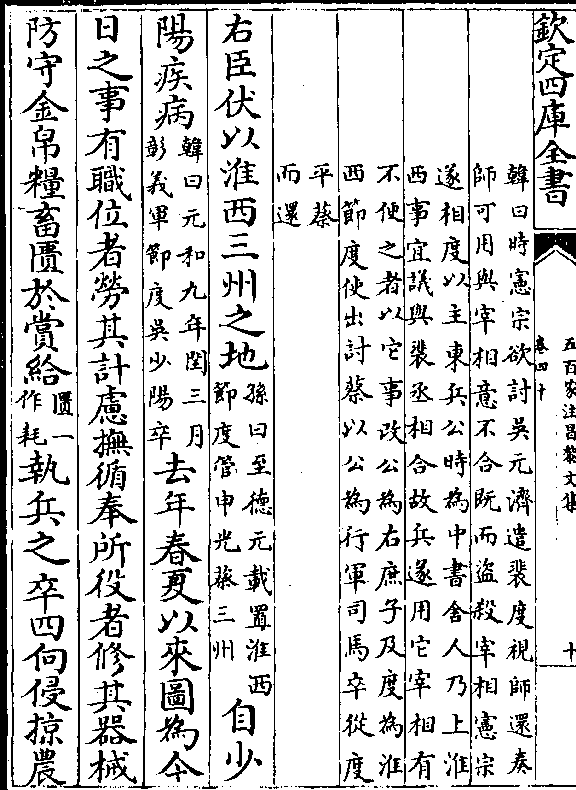 欽定四庫全書
五百家注昌黎文集
卷四十
十
韓曰時憲宗欲討吳元濟遣裴度視師還奏
師可用與宰相意不合既而盜殺宰相憲宗
遂相度以主東兵公時為中書舍人乃上淮
西事宜議與裴丞相合故兵遂用它宰相有
不便之者以它事改公為右庶子及度為淮
西節度使出討蔡以公為行軍司馬卒從度
平蔡
而還
右臣伏以淮西三州之地孫曰至德元載置淮西節度管申光蔡三州自少
陽疾病韓曰元和九年閏三月彰義軍節度吳少陽卒去年春夏以來圖為今
日之事有職位者勞其計慮撫循奉所役者修其器械
防守金帛糧畜匱於賞給匱一作耗執兵之卒四向侵掠農